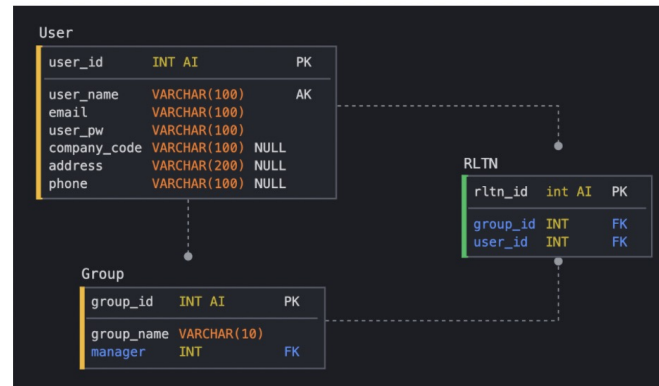 User
user_id INT AI PK
user_name VARCHAR(100) AK
email VARCHAR(100)
user_pw VARCHAR(100)
company_code VARCHAR(100) NULL
address VARCHAR(200) NULL
phone VARCHAR(100) NULL
RLTN
rltn_id int AI PK
group_id INT FK
user_id INT FK
Group
group_id INT AI PK
group_name VARCHAR(10)
manager INT FK